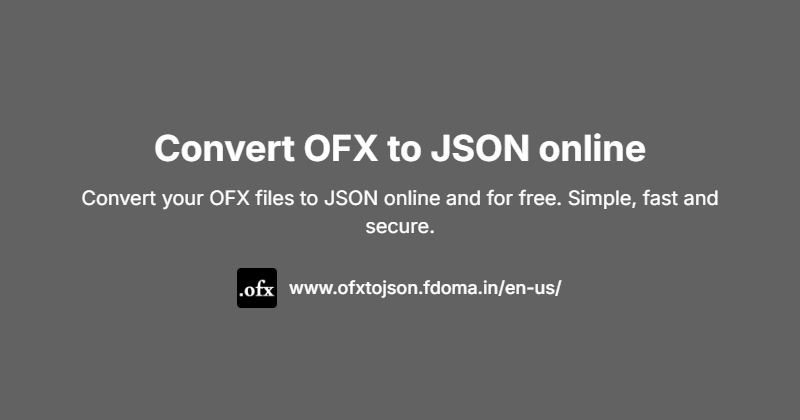 Convert OFX to JSON online
Convert your OFX files to JSON online and for free. Simple, fast and
secure.
.ofx www.ofxtojson.fdoma.in/en-us/